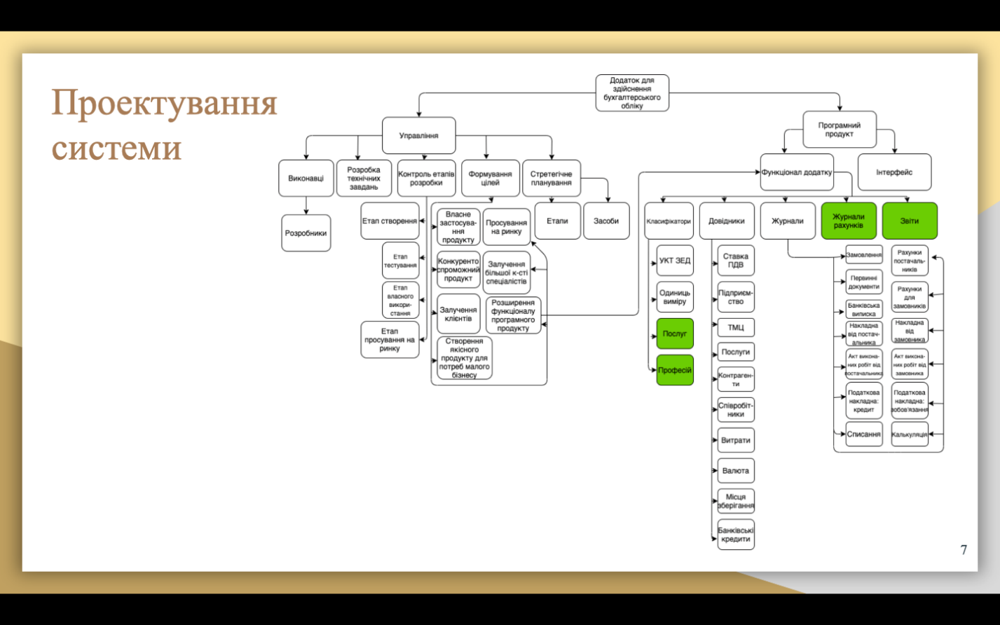 Проектування
системи
Додаток для
здійснення
бухгалтерського
обліку
Управління
Програмний
продукт
Виконавці
Розробка
технічних
завдань
Контроль етапів
розробки
Формування
цілей
Стретегічне
планування
Функціонал додатку
Інтерфейс
Розробники
Етап створення
Етап
тестування
Етап
власного
викори-
стання
Етап
просування на
ринку
Власне
застосува-
ння
продукту
Просування
на ринку
Конкуренто
спроможний
продукт
Залучення
більшої к-сті
спеціалістів
Залучення
клієнтів
Розширення
функціоналу
програмного
продукту
Створення
якісного
продукту для
потреб малого
бізнесу
Етапи
Засоби
Класифікатори
Довідники
Журнали
Журнали
рахунків
Звіти
УКТ ЗЕД
Одиниць
виміру
Послуг
Професій
Ставка
ПДВ
Підприєм-
ство
ТМЦ
Послуги
Контраген-
ти
Співробіт-
ники
Витрати
Валюта
Місця
зберігання
Банківські
кредити
Замовлення
Первинні
документи
Банківська
виписка
Накладна
від постач-
альника
Акт викона-
них робіт від
постачальника
Податкова
накладна:
кредит
Списання
Рахунки
постачаль-
ників
Рахунки
для
замовників
Накладна
від
замовника
Акт викона-
них робіт від
замовника
Податкова
накладна:
зобов'язання
Калькуляція
7